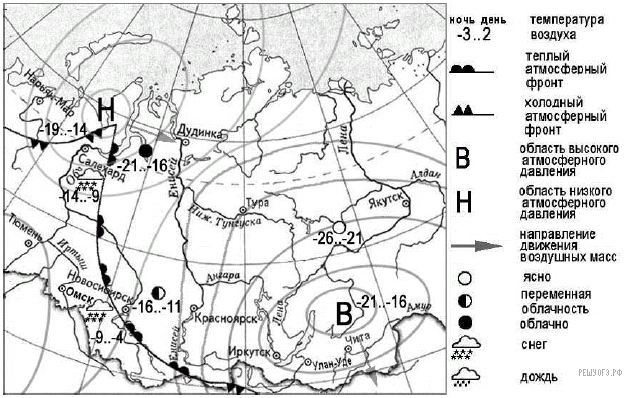 Нарьян-Мар
Н
-19..-14
Дудинка
Салехард
-21..-16
Обь
Енисей
Лена
-14..-9
Тура
Ниж. Тунгуска
Алдан
Якутск
-26..-21
Тюмень
Иртыш
Новосибирск
Омск
-16..-11
Ангара
Красноярск
Лена
В
-21..-16
Амур
-9..-4
Енисей
Иркутск
Чита
Улан-Удэ
ночь день
-3..2
температура
воздуха
теплый
атмосферный
фронт
холодный
атмосферный
фронт
В
область высокого
атмосферного
давления
Н
область низкого
атмосферного
давления
направление
движения
воздушных масс
ясно
переменная
облачность
облачно
снег
дождь
РЕШУОГЭ.РФ